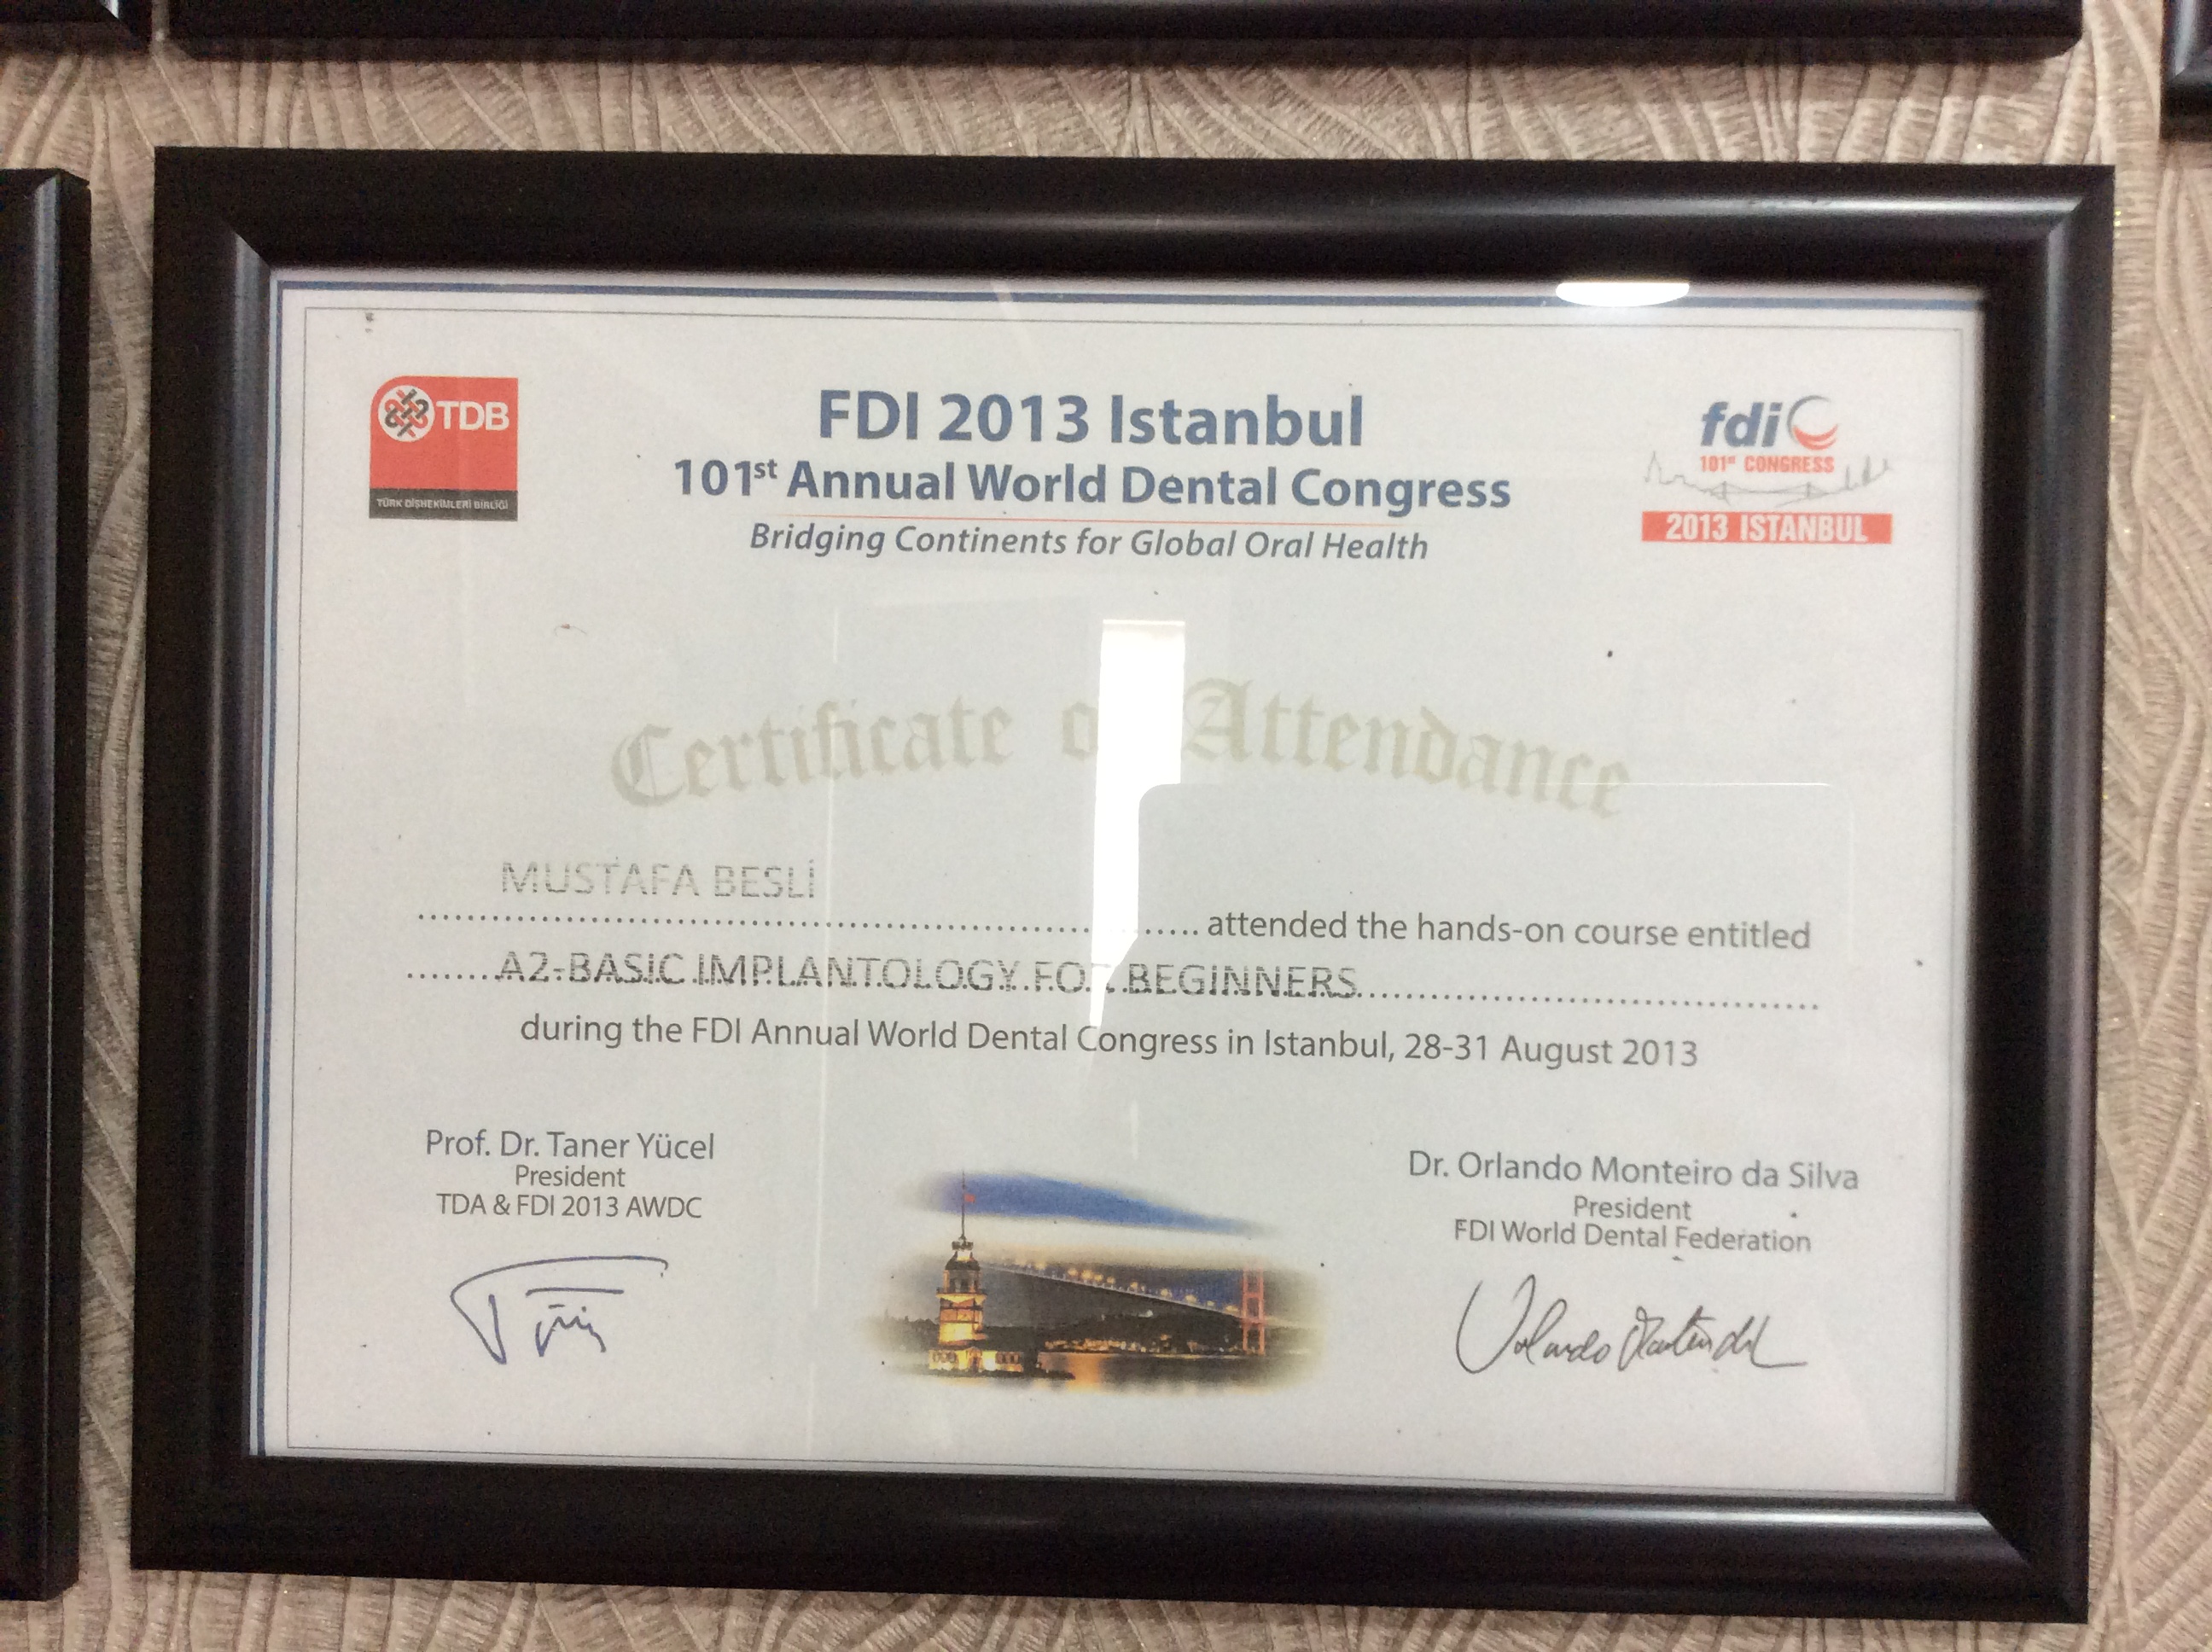 TDB
TÜRK DİŞHEKİMLERİ BİRLİĞİ
FDI 2013 Istanbul
101st Annual World Dental Congress
Bridging Continents for Global Oral Health
fdi
101st CONGRESS
2013 ISTANBUL
Certificate of Attendance
MUSTAFA BESLİ
attended the hands-on course entitled
A2-BASIC IMPLANTOLOGY FOR BEGINNERS
during the FDI Annual World Dental Congress in Istanbul, 28-31 August 2013
Prof. Dr. Taner Yücel
President
TDA & FDI 2013 AWDC
Dr. Orlando Monteiro da Silva
President
FDI World Dental Federation